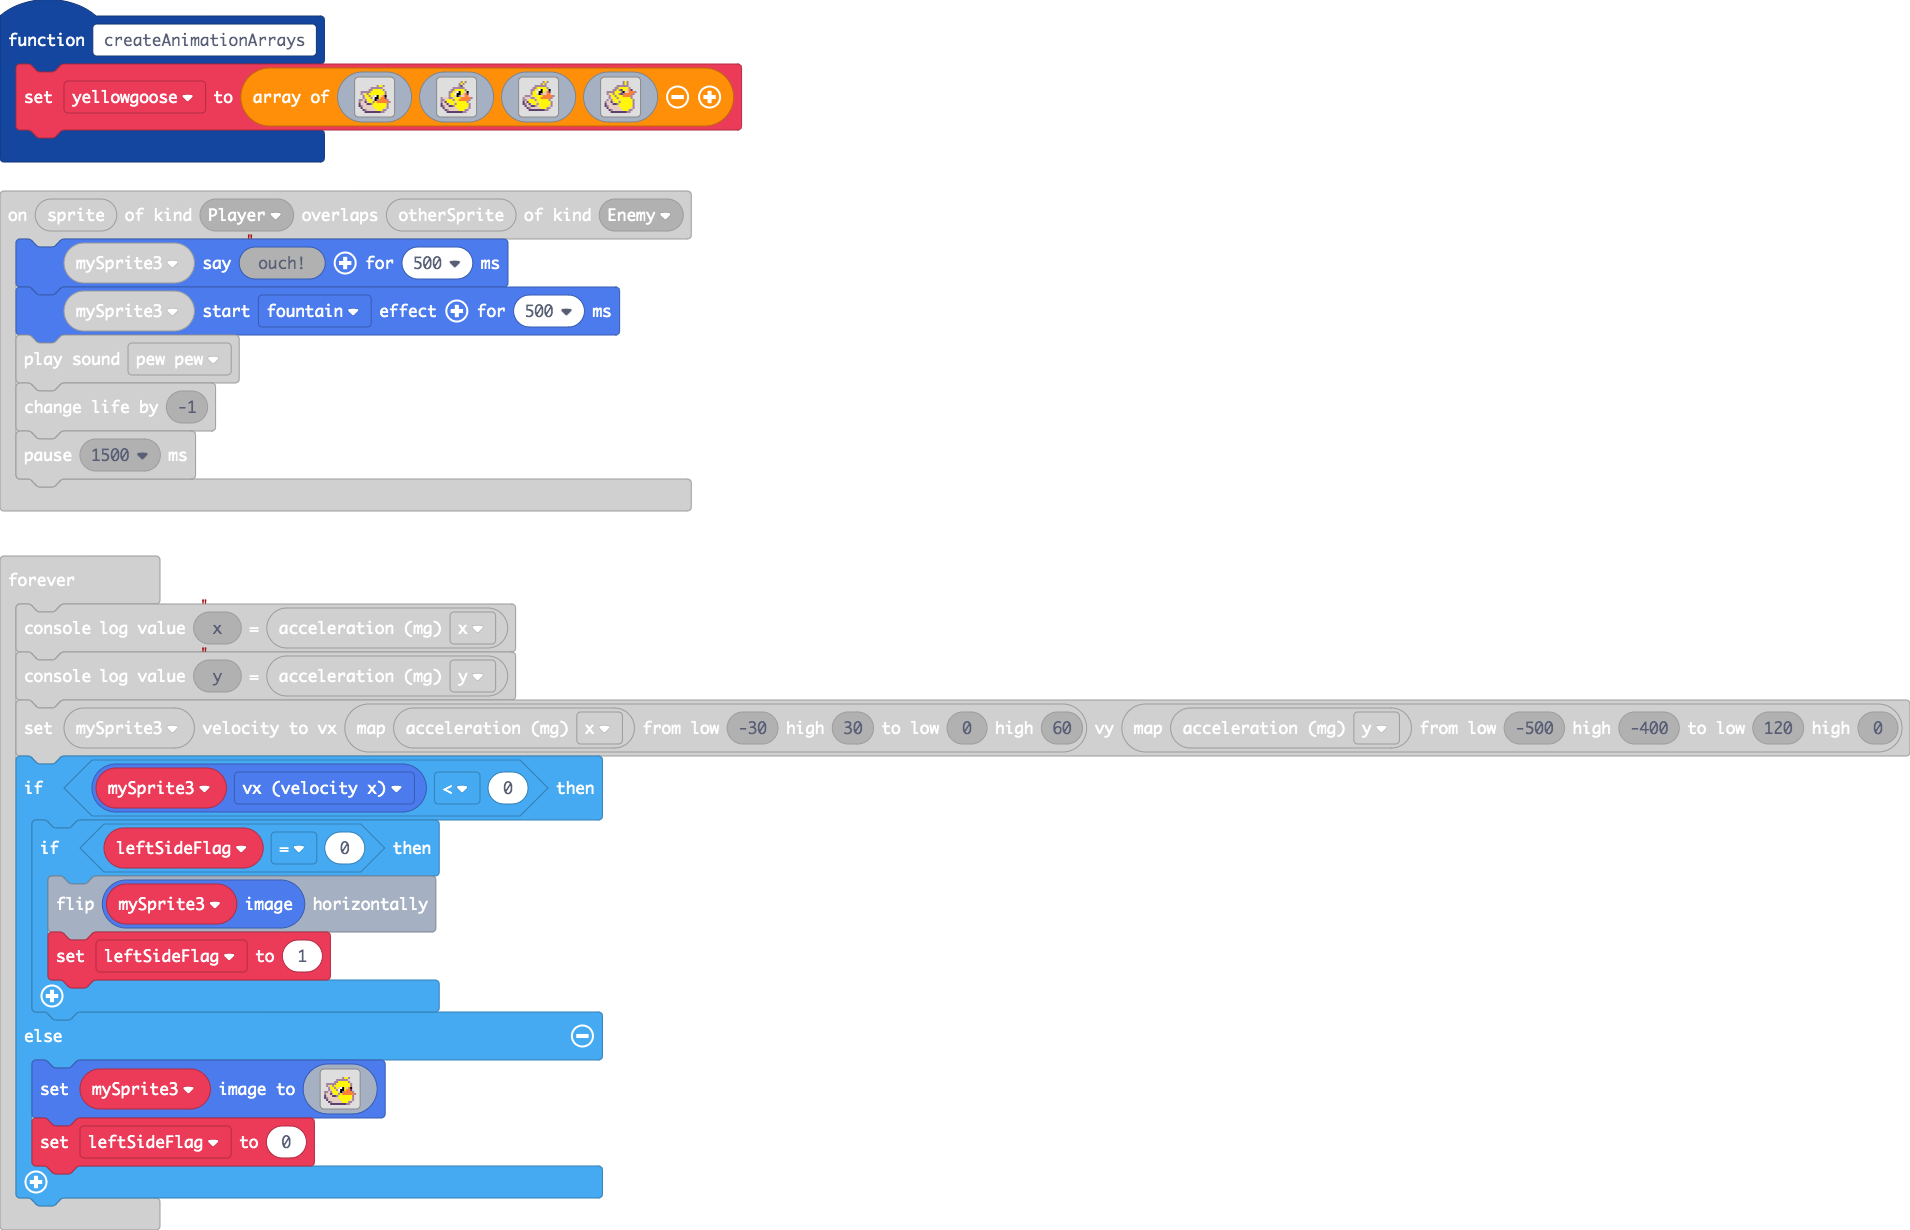 function createAnimationArrays
set yellowgoose to array of
on sprite of kind Player overlaps otherSprite of kind Enemy
mySprite3 say " ouch! for 500 ms
mySprite3 start fountain effect for 500 ms
play sound pew pew
change life by -1
pause 1500 ms
forever
console log value " x = acceleration (mg) x
console log value " y = acceleration (mg) y
set mySprite3 velocity to vx map acceleration (mg) x from low -30 high 30 to low 0 high 60 vy map acceleration (mg) y from low -500 high -400 to low 120 high 0
if mySprite3 vx (velocity x) < 0 then
if leftSideFlag = 0 then
flip mySprite3 image horizontally
set leftSideFlag to 1
else
set mySprite3 image to
set leftSideFlag to 0